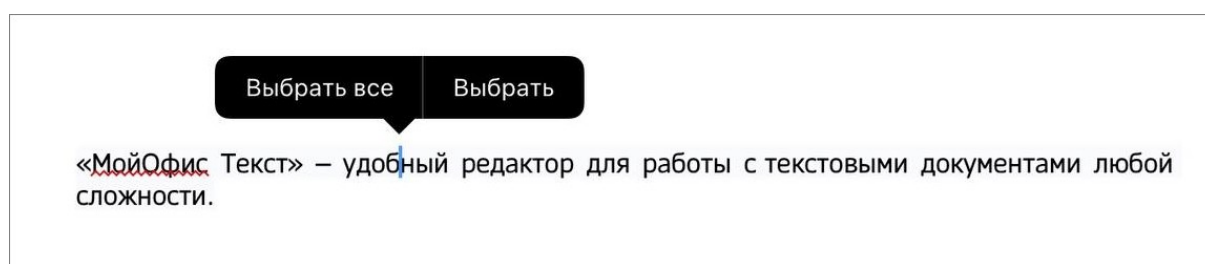 Выбрать все Выбрать
«МойОфис Текст» – удобный редактор для работы с текстовыми документами любой
сложности.